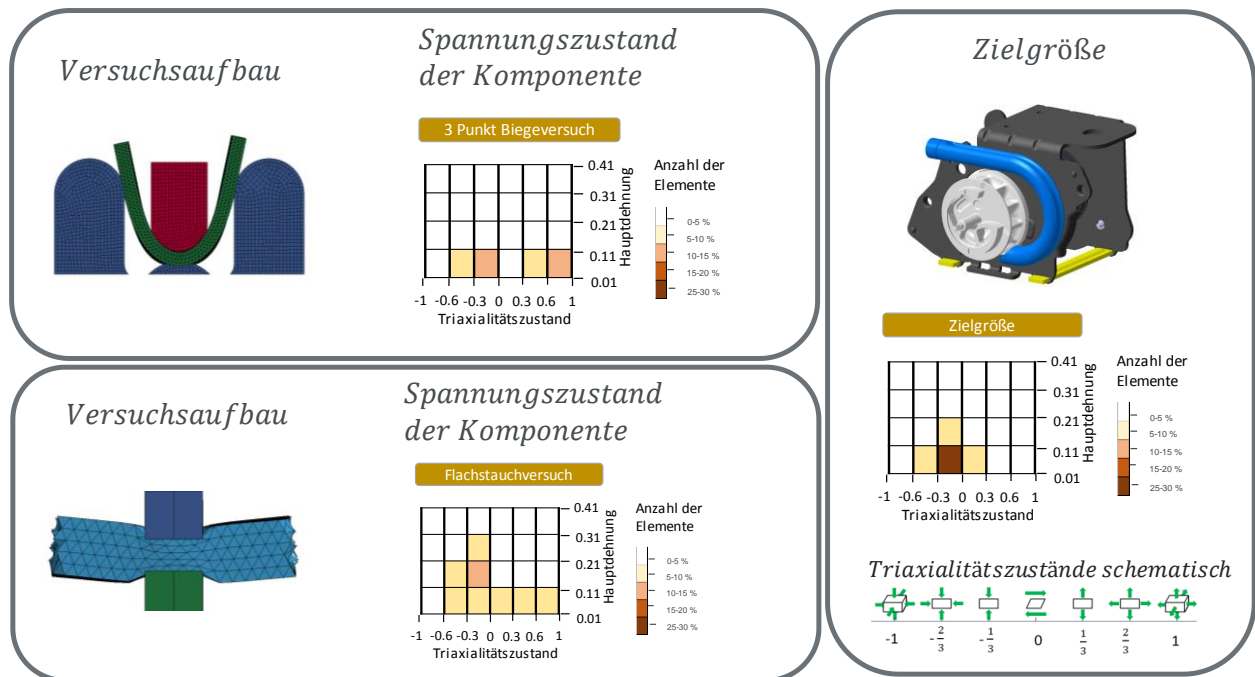 Versuchsaufbau
Spannungszustand
der Komponente
3 Punkt Biegeversuch
0.41
0.31
0.21
0.11
0.01
Hauptdehnung
-1 -0.6 -0.3 0 0.3 0.6 1
Triaxialitätszustand
Anzahl der
Elemente
0-5 %
5-10 %
10-15 %
15-20 %
25-30 %
Versuchsaufbau
Spannungszustand
der Komponente
Flachstauchversuch
0.41
0.31
0.21
0.11
0.01
Hauptdehnung
-1 -0.6 -0.3 0 0.3 0.6 1
Triaxialitätszustand
Anzahl der
Elemente
0-5 %
5-10 %
10-15 %
15-20 %
25-30 %
Zielgröße
Zielgröße
0.41
0.31
0.21
0.11
0.01
Hauptdehnung
-1 -0.6 -0.3 0 0.3 0.6 1
Triaxialitätszustand
Anzahl der
Elemente
0-5 %
5-10 %
10-15 %
15-20 %
25-30 %
Triaxialitätszustände schematisch
-1 -2/3 -1/3 0 1/3 2/3 1